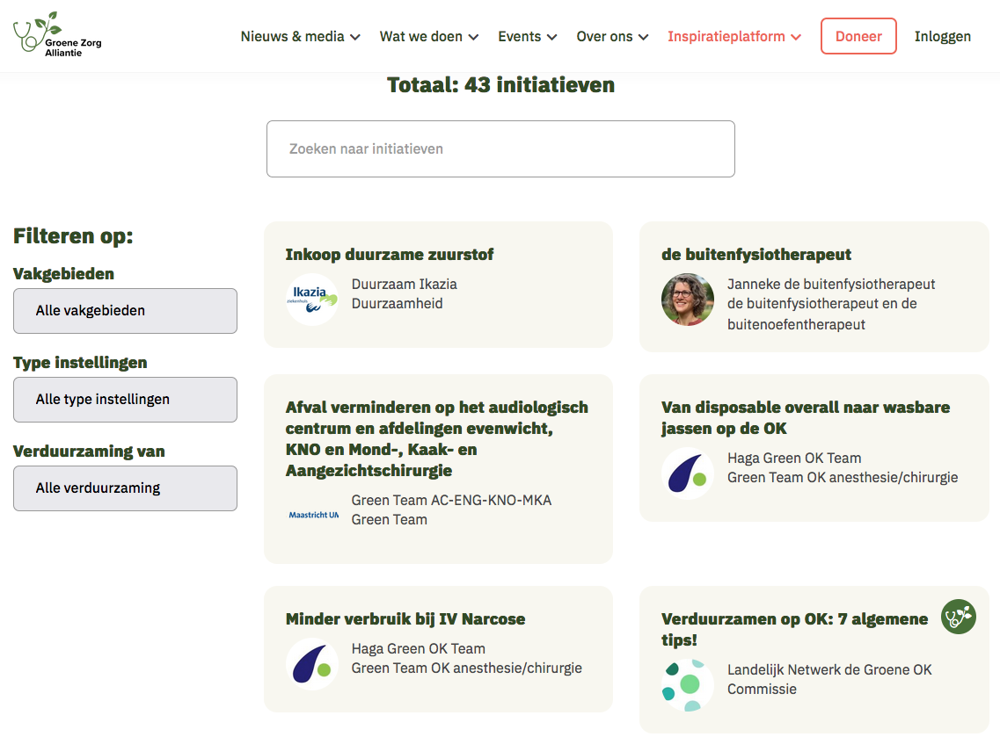 Groene Zorg
Alliantie
Nieuws & media
Wat we doen
Events
Over ons
Inspiratieplatform
Doneer
Inloggen
Totaal: 43 initiatieven
Zoeken naar initiatieven
Filteren op:
Vakgebieden
Alle vakgebieden
Type instellingen
Alle type instellingen
Verduurzaming van
Alle verduurzaming
Inkoop duurzame zuurstof
Ikazia
ziekenhuis
Duurzaam Ikazia
Duurzaamheid
de buitenfysiotherapeut
Janneke de buitenfysiotherapeut
de buitenfysiotherapeut en de
buitenoefentherapeut
Afval verminderen op het audiologisch
centrum en afdelingen evenwicht,
KNO en Mond-, Kaak- en
Aangezichtschirurgie
Maastricht UM
Green Team AC-ENG-KNO-MKA
Green Team
Van disposable overall naar wasbare
jassen op de OK
Haga Green OK Team
Green Team OK anesthesie/chirurgie
Minder verbruik bij IV Narcose
Haga Green OK Team
Green Team OK anesthesie/chirurgie
Verduurzamen op OK: 7 algemene
tips!
Landelijk Netwerk de Groene OK
Commissie